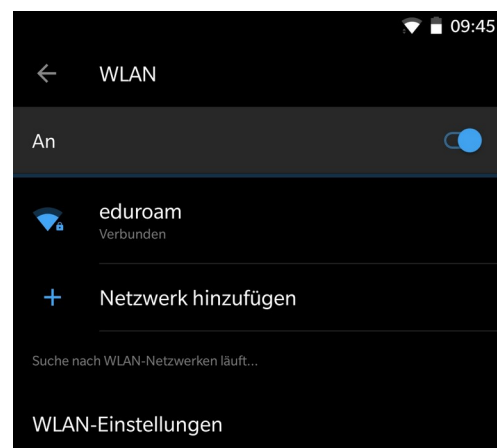 09:45
WLAN
An
eduroam
Verbunden
Netzwerk hinzufügen
Suche nach WLAN-Netzwerken läuft...
WLAN-Einstellungen